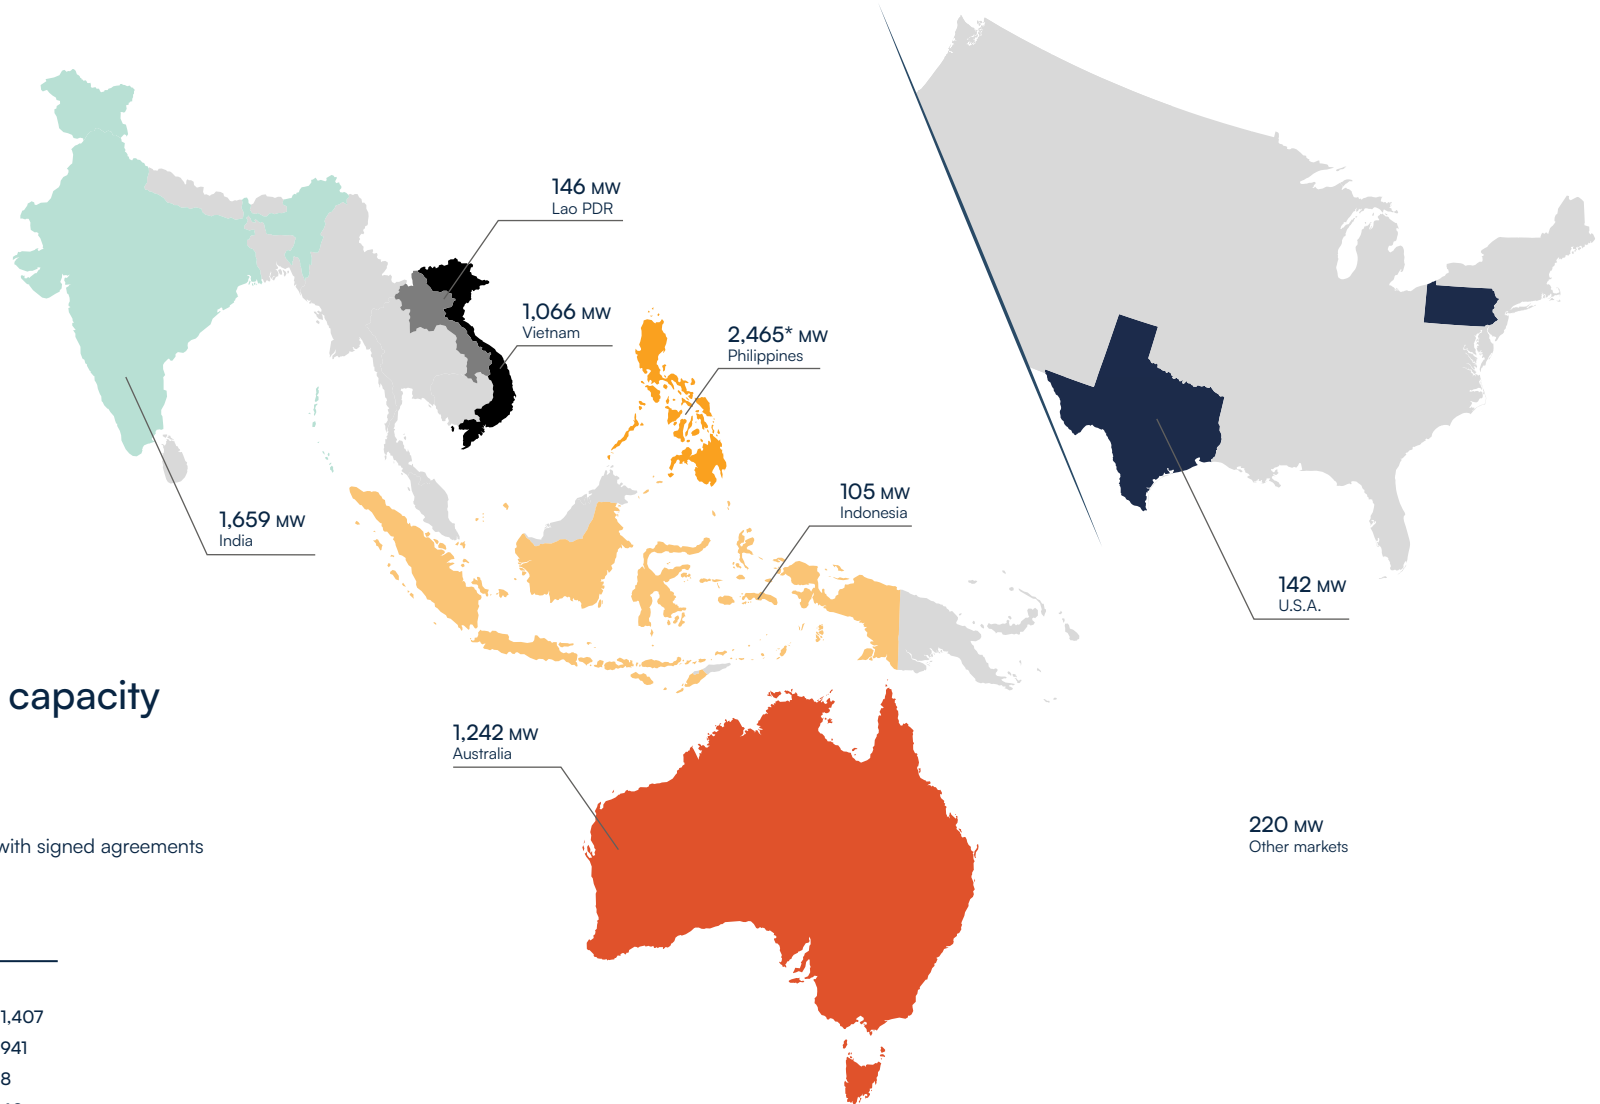 146 MW
Lao PDR
1,066 MW
Vietnam
2,465* MW
Philippines
105 MW
Indonesia
1,659 MW
India
142 MW
U.S.A.
capacity
1,242 MW
Australia
220 MW
Other markets
with signed agreements
1,407
941
8